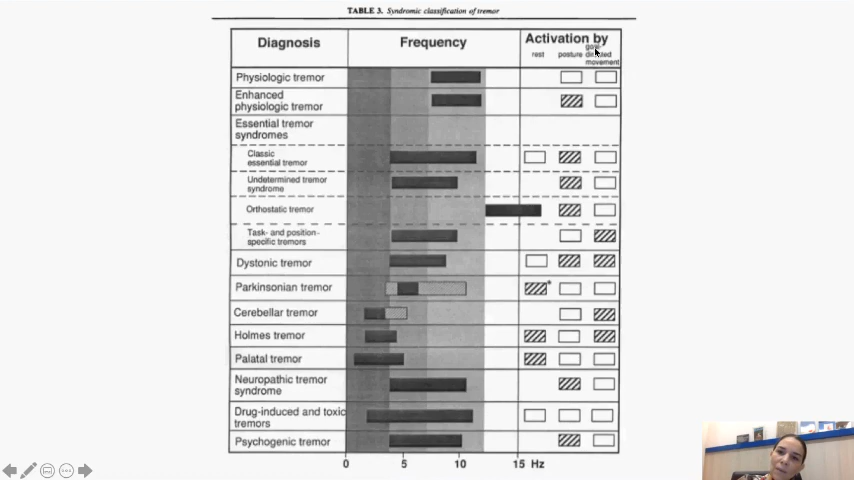 TABLE 3. Syndromic classification of tremor
Diagnosis Frequency Activation by
rest posture goal directed movement
Physiologic tremor
Enhanced
physiologic tremor
Essential tremor
syndromes
Classic
essential tremor
Undetermined tremor
syndrome
Orthostatic tremor
Task- and position-
specific tremors
Dystonic tremor
Parkinsonian tremor *
Cerebellar tremor
Holmes tremor
Palatal tremor
Neuropathic tremor
syndrome
Drug-induced and toxic
tremors
Psychogenic tremor
0 5 10 15 Hz